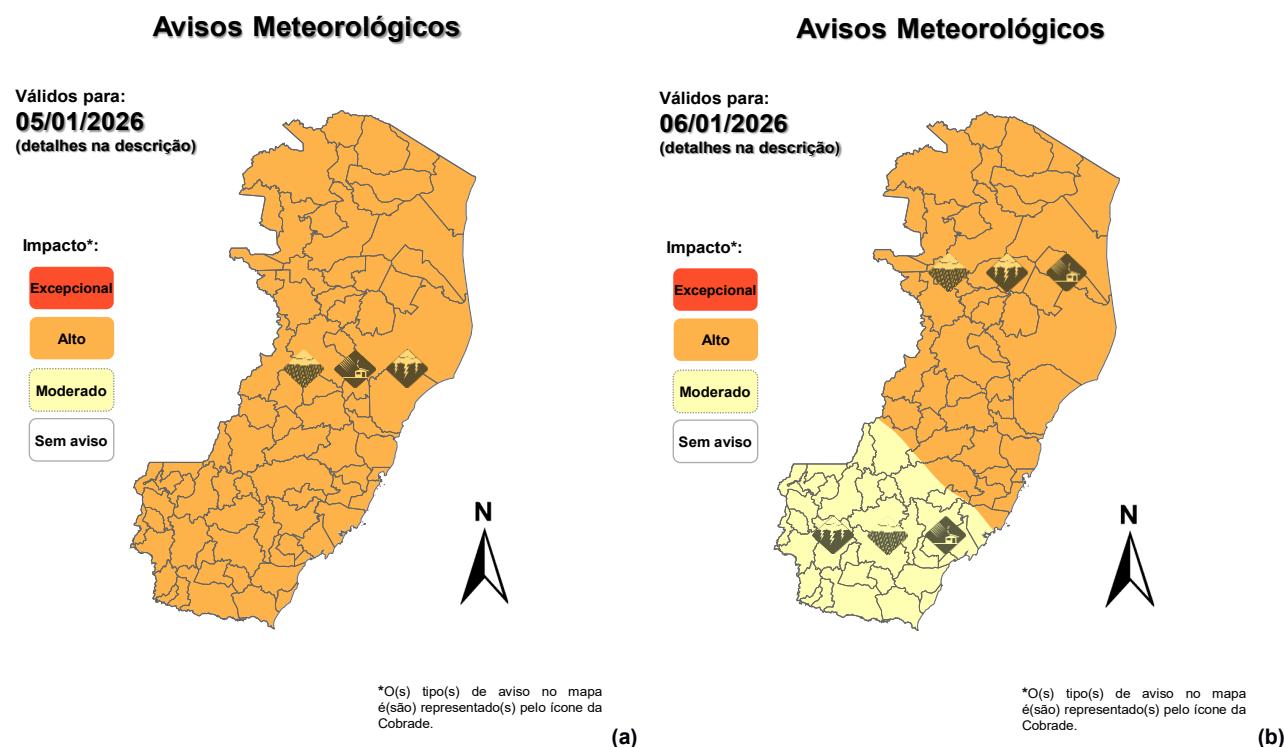 Avisos Meteorológicos
Válidos para:
05/01/2026
(detalhes na descrição)
Impacto*:
Excepcional
Alto
Moderado
Sem aviso
N
*O(s) tipo(s) de aviso no mapa
é(são) representado(s) pelo ícone da
Cobrade.
(a)
Avisos Meteorológicos
Válidos para:
06/01/2026
(detalhes na descrição)
Impacto*:
Excepcional
Alto
Moderado
Sem aviso
N
*O(s) tipo(s) de aviso no mapa
é(são) representado(s) pelo ícone da
Cobrade.
(b)